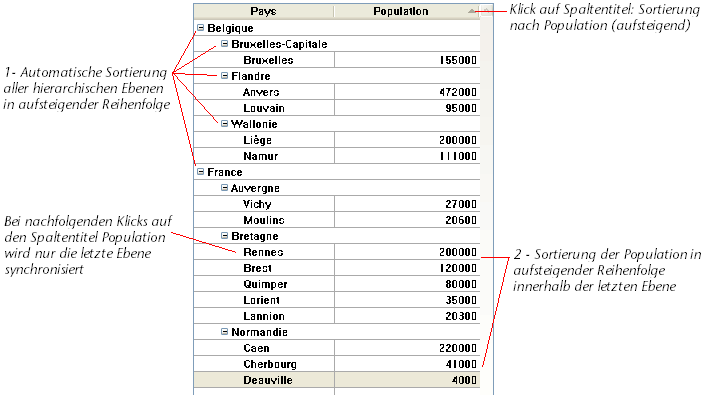 Pays Population
Klick auf Spaltentitel: Sortierung
nach Population (aufsteigend)
Belgique
Bruxelles-Capitale
Bruxelles 155000
1- Automatische Sortierung
aller hierarchischen Ebenen
in aufsteigender Reihenfolge
Flandre
Anvers 472000
Louvain 95000
Wallonie
Liège 200000
Namur 111000
France
Auvergne
Vichy 27000
Moulins 20600
Bei nachfolgenden Klicks auf
den Spaltentitel Population
wird nur die letzte Ebene
synchronisiert
Bretagne
Rennes 200000
Brest 120000
Quimper 80000
Lorient 35000
Lannion 20300
2 - Sortierung der Population in
aufsteigender Reihenfolge
innerhalb der letzten Ebene
Normandie
Caen 220000
Cherbourg 41000
Deauville 4000